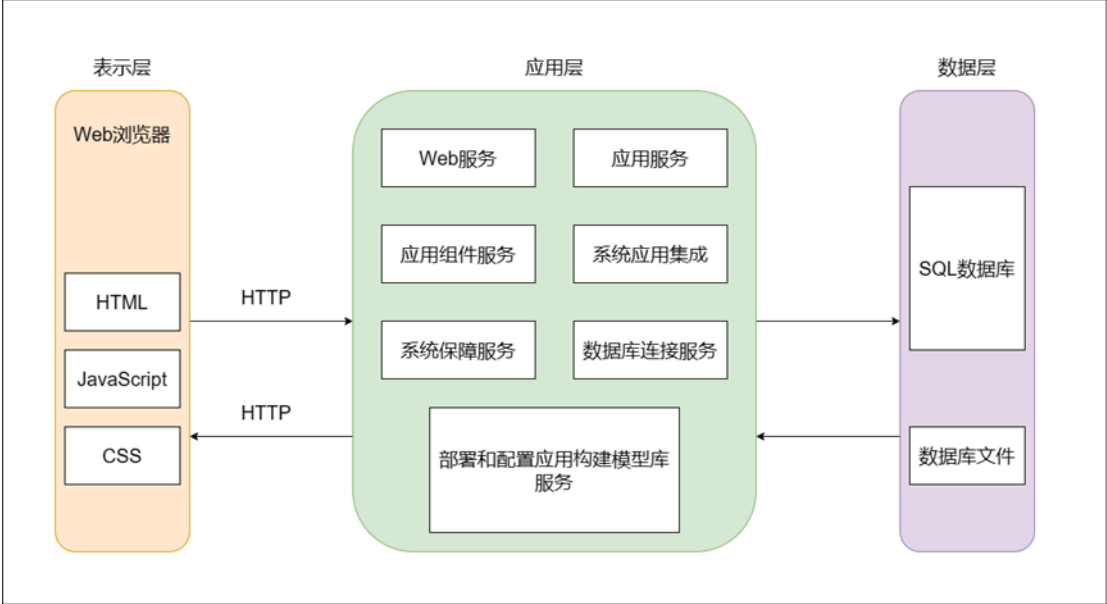 表示层
Web浏览器
HTML
JavaScript
CSS
HTTP
HTTP
应用层
Web服务
应用服务
应用组件服务
系统应用集成
系统保障服务
数据库连接服务
部署和配置应用构建模型库
服务
数据层
SQL数据库
数据库文件